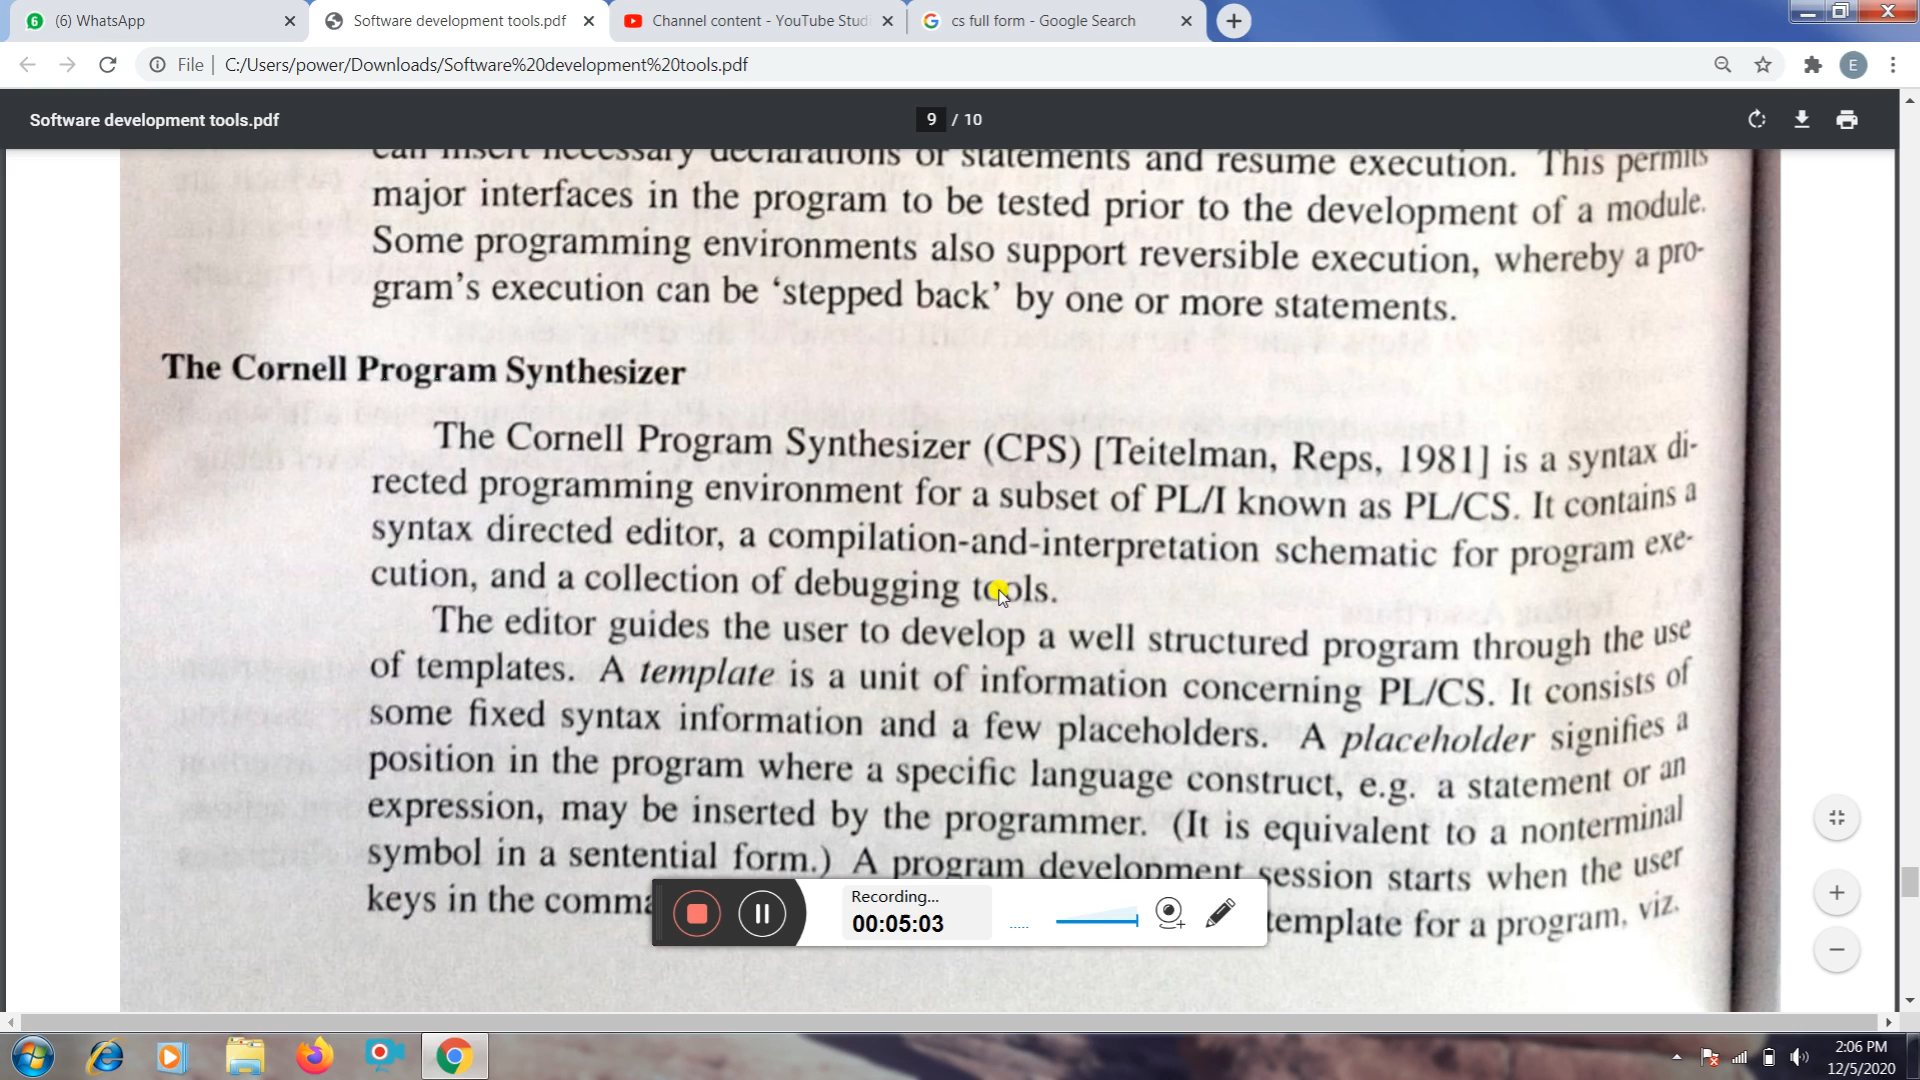 (6) WhatsApp
Software development tools.pdf
Channel content - YouTube Stud
cs full form - Google Search
File | C:/Users/power/Downloads/Software%20development%20tools.pdf
E
Software development tools.pdf
9 / 10
can insert necessary declarations or statements and resume execution. This permits
major interfaces in the program to be tested prior to the development of a module.
Some programming environments also support reversible execution, whereby a pro-
gram's execution can be 'stepped back' by one or more statements.
The Cornell Program Synthesizer
The Cornell Program Synthesizer (CPS) [Teitelman, Reps, 1981] is a syntax di-
rected programming environment for a subset of PL/I known as PL/CS. It contains a
syntax directed editor, a compilation-and-interpretation schematic for program exe-
cution, and a collection of debugging tools.
The editor guides the user to develop a well structured program through the use
of templates. A template is a unit of information concerning PL/CS. It consists of
some fixed syntax information and a few placeholders. A placeholder signifies a
position in the program where a specific language construct, e.g. a statement or an
expression, may be inserted by the programmer. (It is equivalent to a nonterminal
symbol in a sentential form.) A program development session starts when the user
keys in the comma template for a program, viz.
Recording...
00:05:03
2:06 PM
12/5/2020